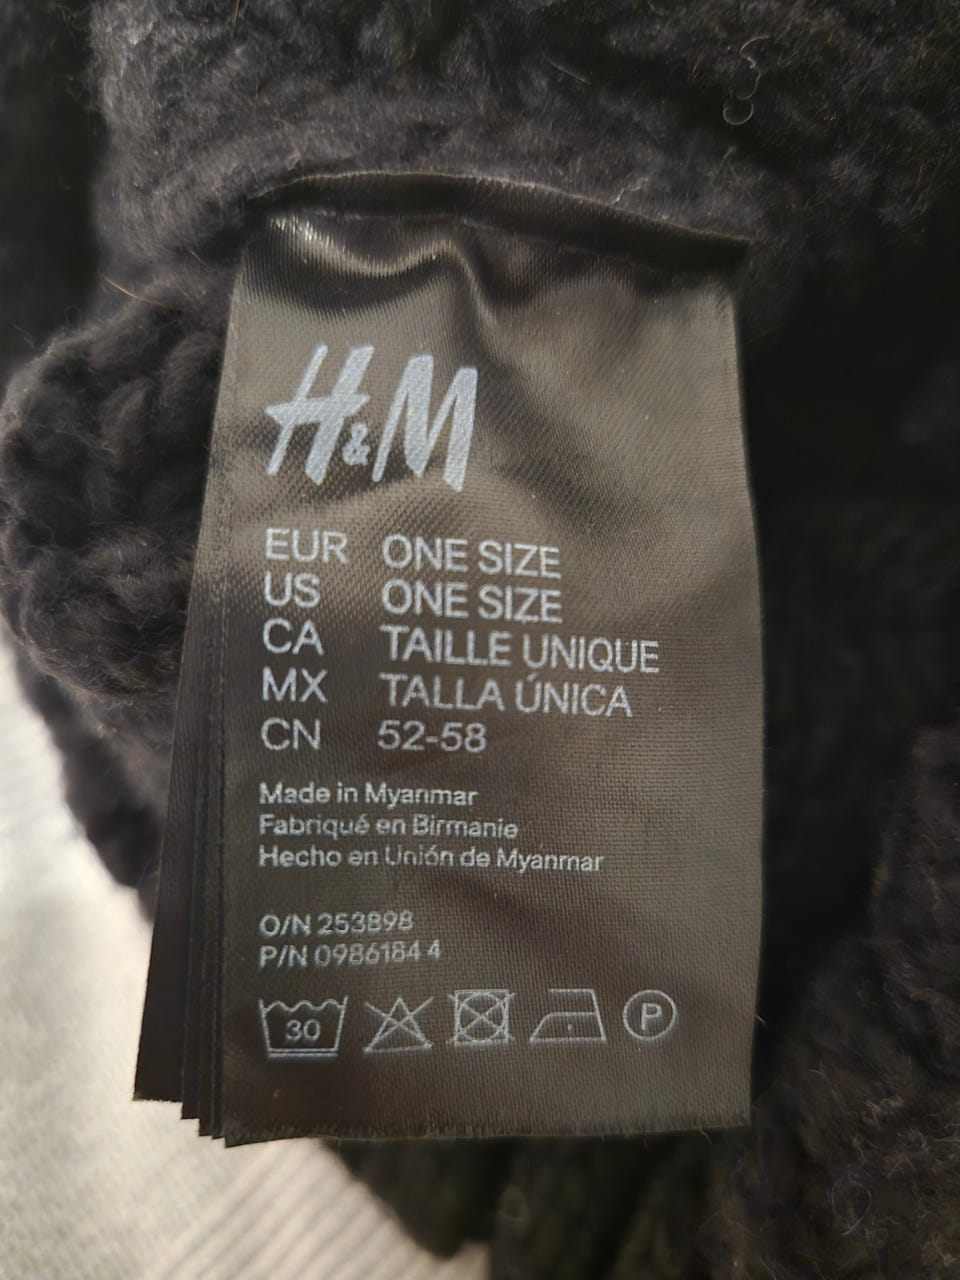 H&M
EUR ONE SIZE
US ONE SIZE
CA TAILLE UNIQUE
MX TALLA ÚNICA
CN 52-58
Made in Myanmar
Fabriqué en Birmanie
Hecho en Unión de Myanmar
O/N 253898
P/N 0986184 4
30 P